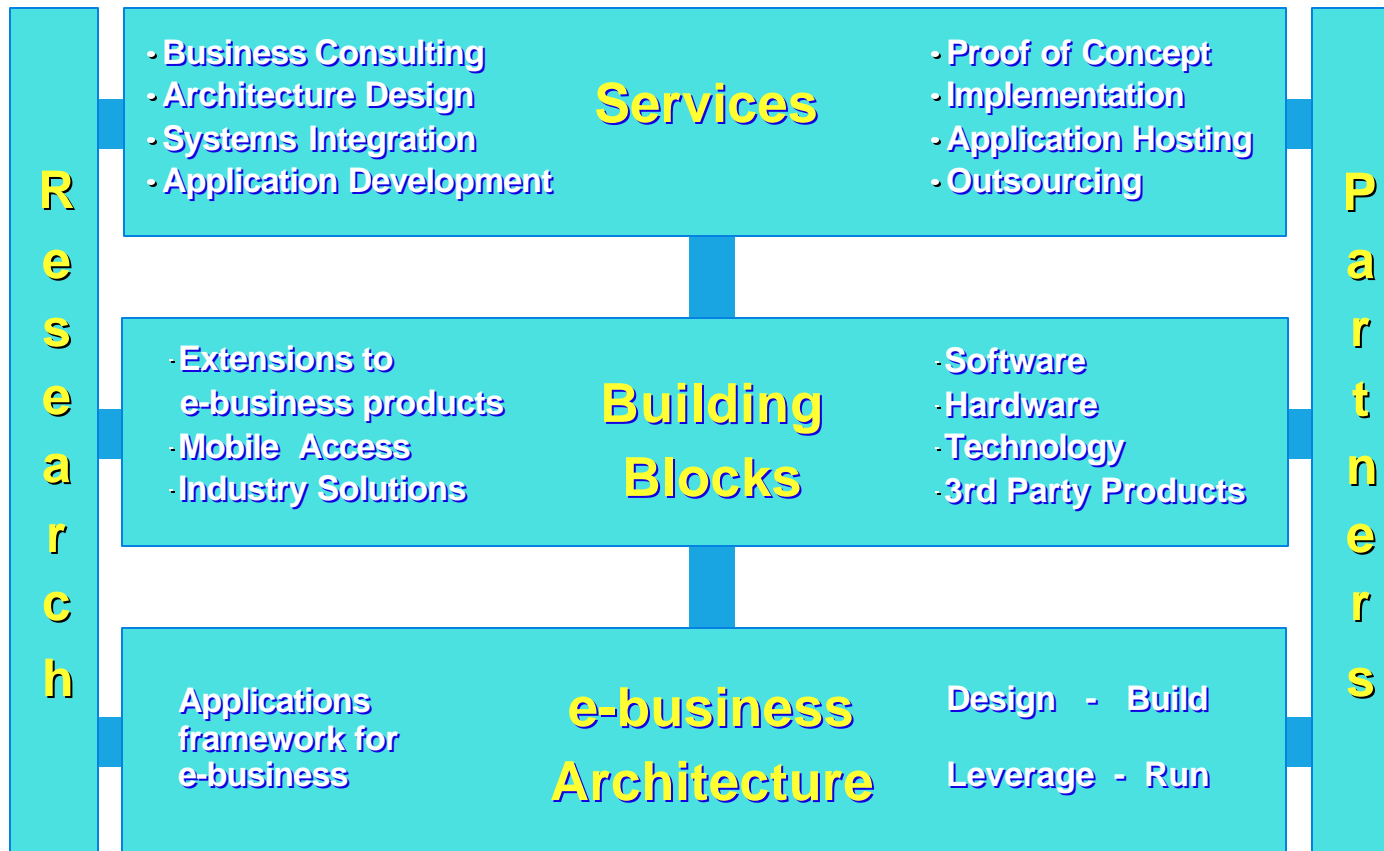 Research
- Business Consulting
- Architecture Design
- Systems Integration
- Application Development
Services
- Proof of Concept
- Implementation
- Application Hosting
- Outsourcing
- Extensions to
e-business products
- Mobile Access
- Industry Solutions
Building
Blocks
- Software
- Hardware
- Technology
- 3rd Party Products
Applications
framework for
e-business
e-business
Architecture
Design - Build
Leverage - Run
Partners